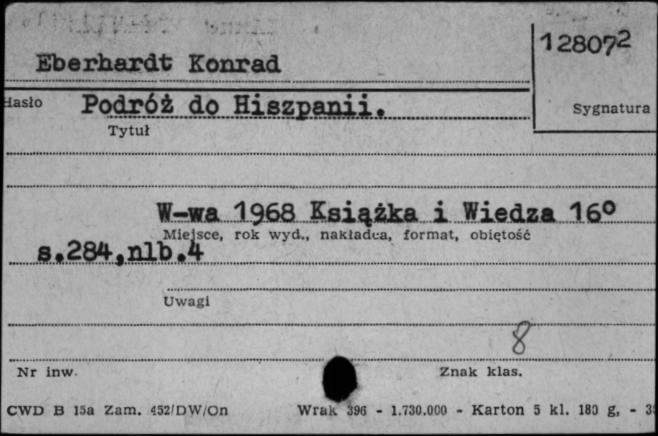 128072
Eberhardt Konrad
Hasło Podróż do Hiszpanii.
Sygnatura
Tytuł
W-wa 1968 Książka i Wiedza 16°
Miejsce, rok wyd., nakładca, format, objętość
s.284,nlb.4
Uwagi
8
Nr inw.
Znak klas.
CWD B 15a Zam. 452/DW/On Wrak 396 - 1.730.000 - Karton 5 kl. 180 g, -